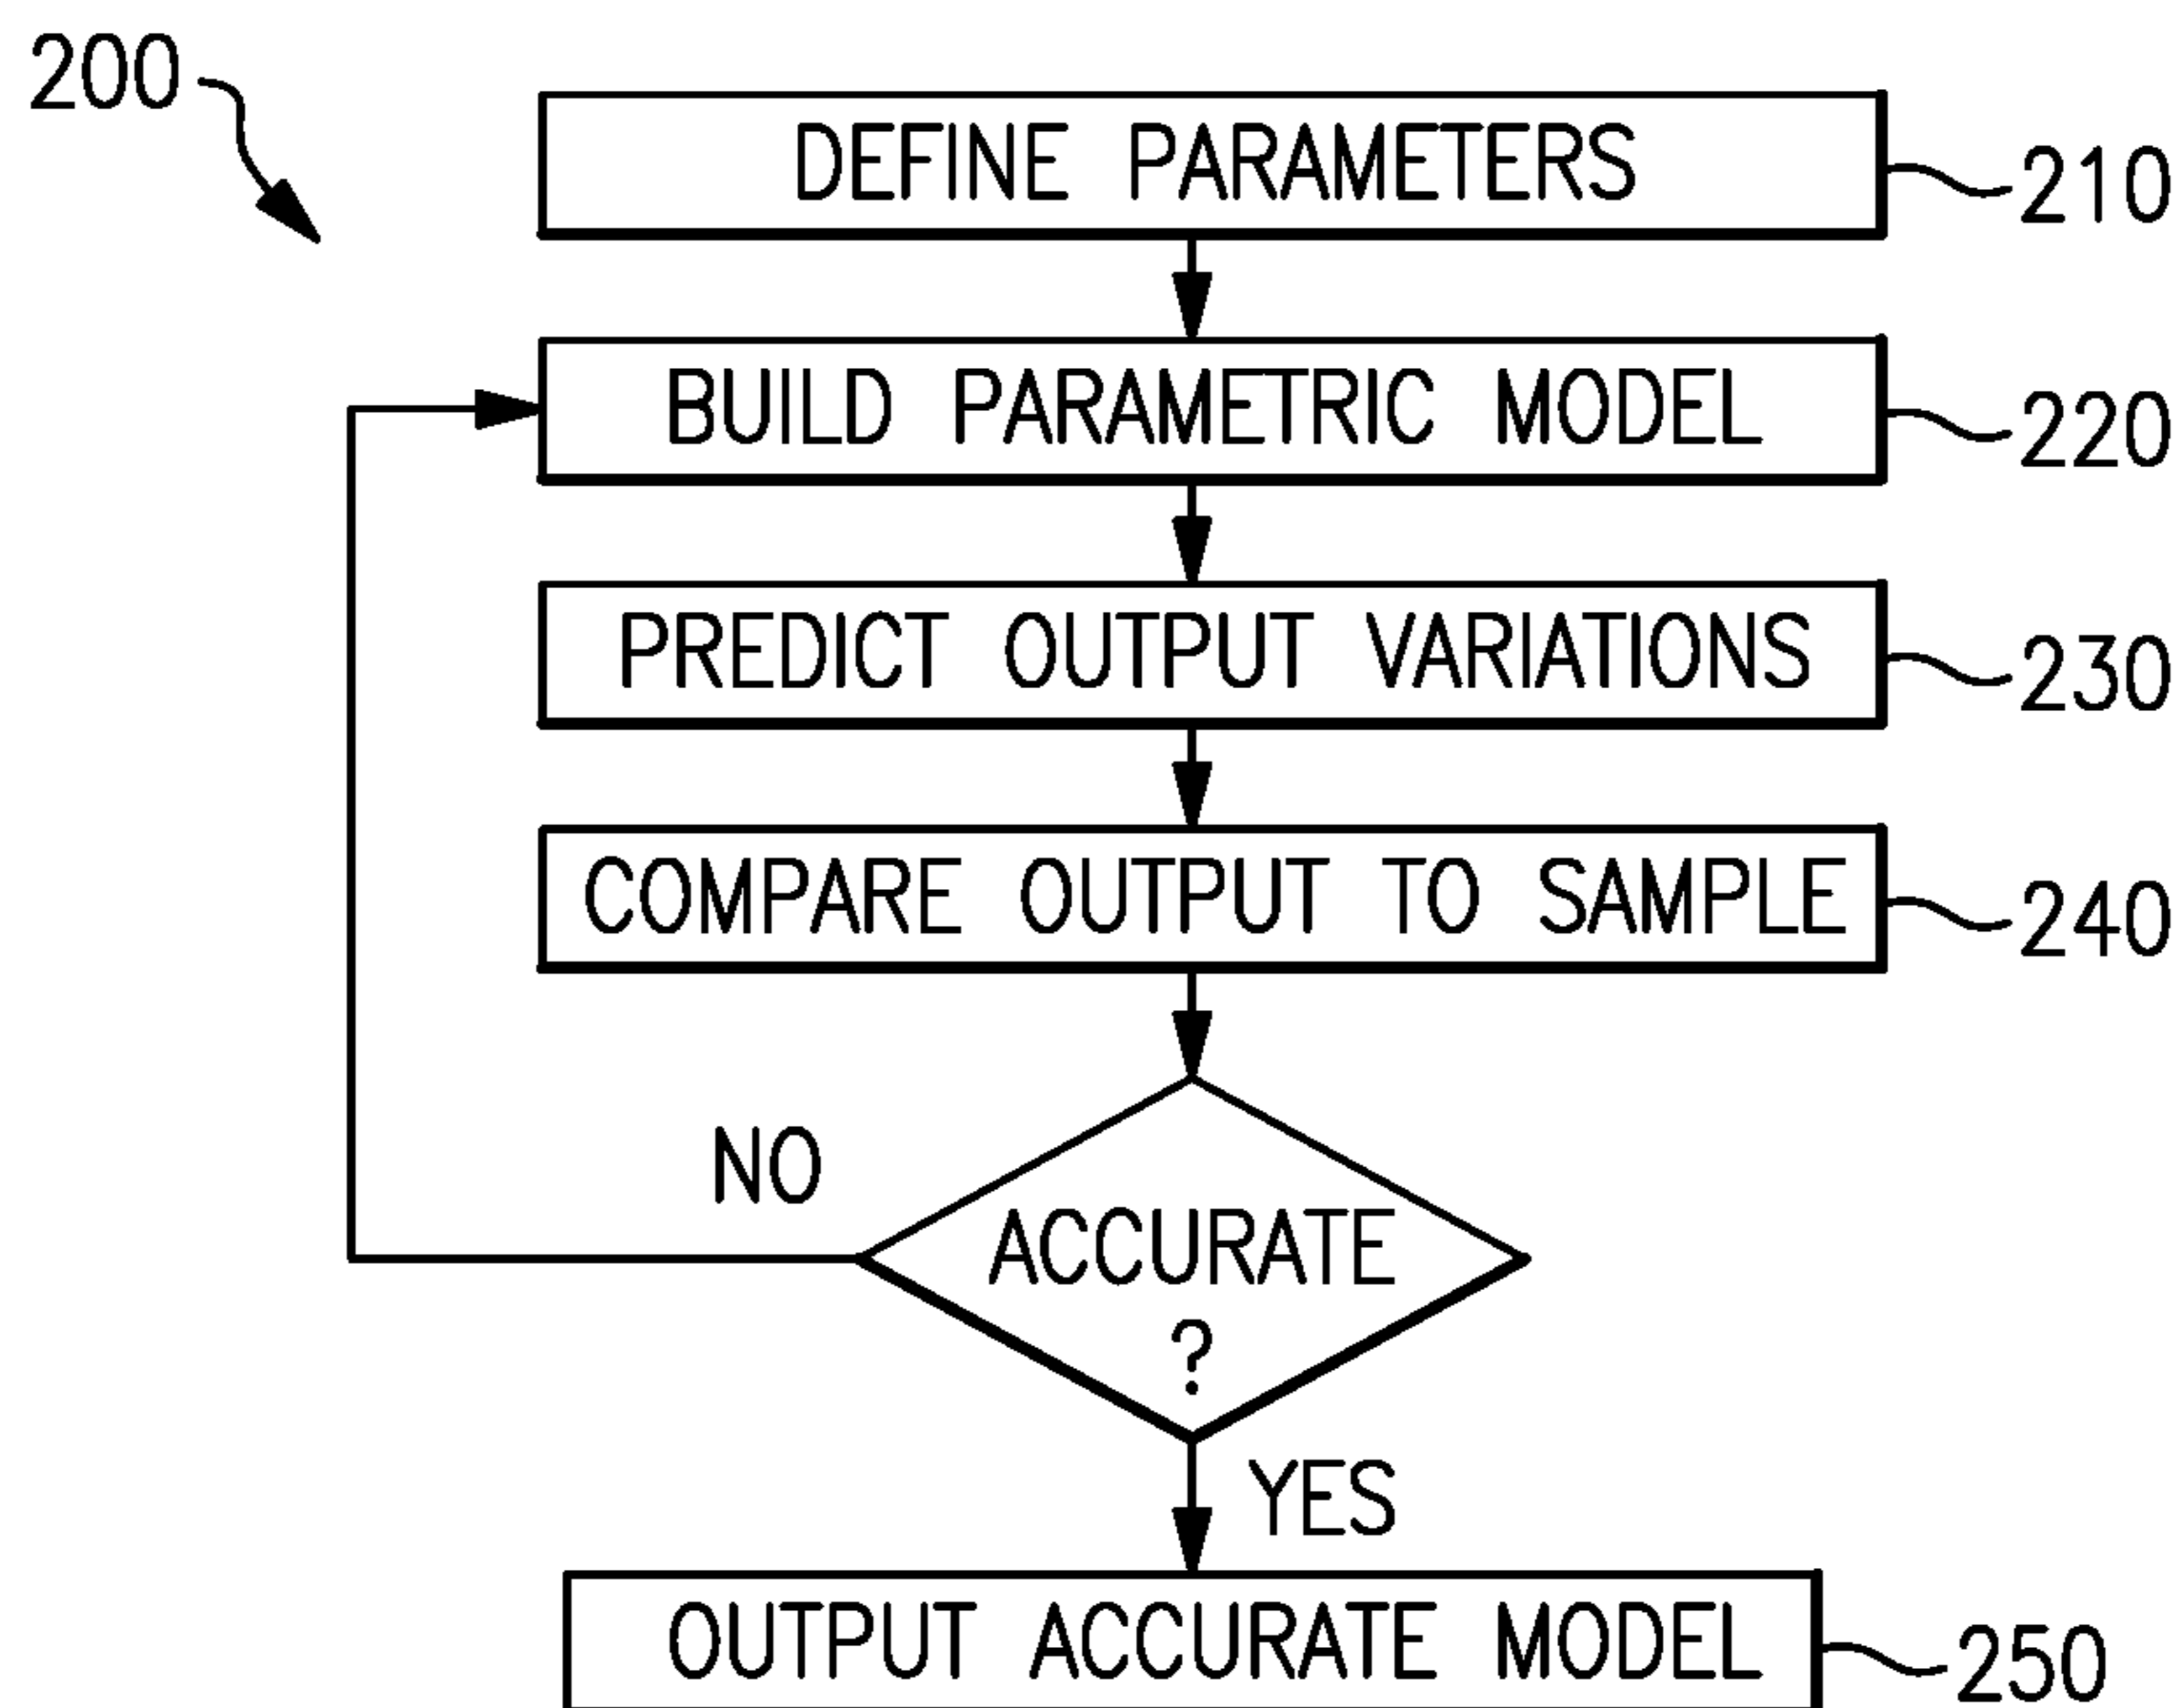 200
DEFINE PARAMETERS
210
BUILD PARAMETRIC MODEL
220
PREDICT OUTPUT VARIATIONS
230
COMPARE OUTPUT TO SAMPLE
240
NO
ACCURATE
?
YES
OUTPUT ACCURATE MODEL
250